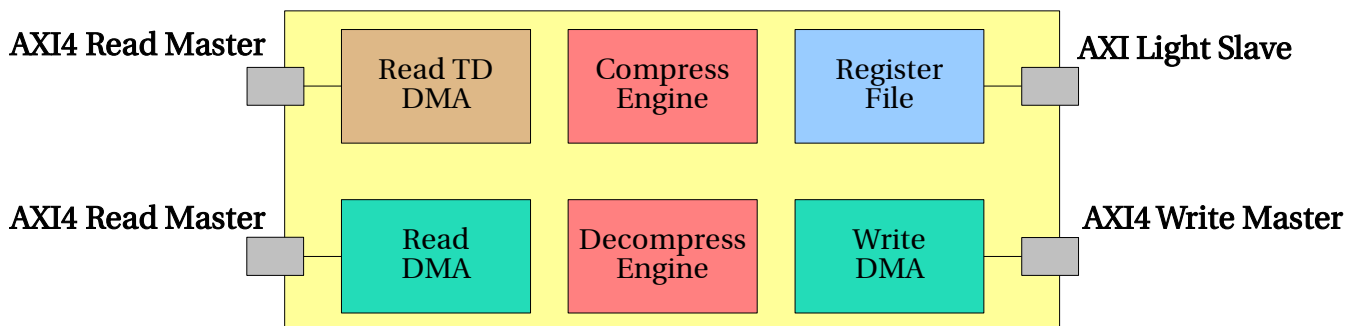 AXI4 Read Master
Read TD
DMA
Compress
Engine
Register
File
AXI Light Slave
AXI4 Read Master
Read
DMA
Decompress
Engine
Write
DMA
AXI4 Write Master